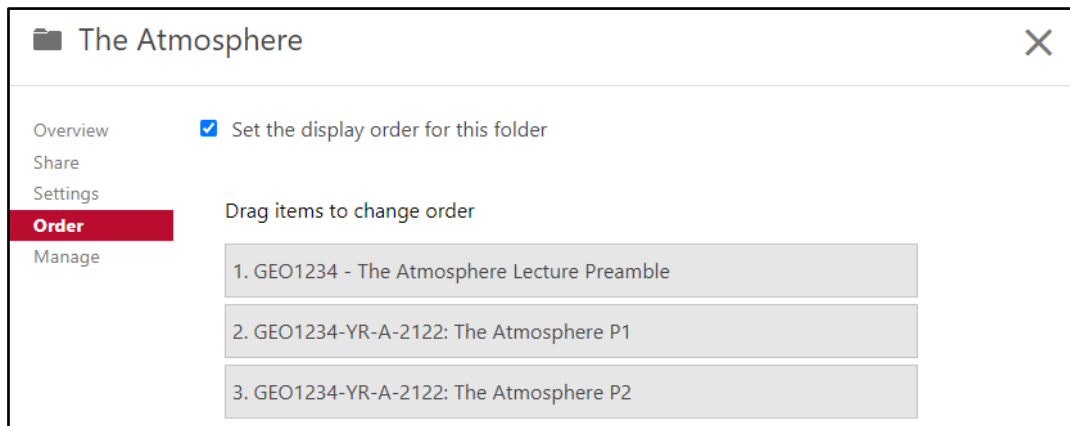 The Atmosphere
Overview
Share
Settings
Order
Manage
Set the display order for this folder
Drag items to change order
1. GEO1234 - The Atmosphere Lecture Preamble
2. GEO1234-YR-A-2122: The Atmosphere P1
3. GEO1234-YR-A-2122: The Atmosphere P2